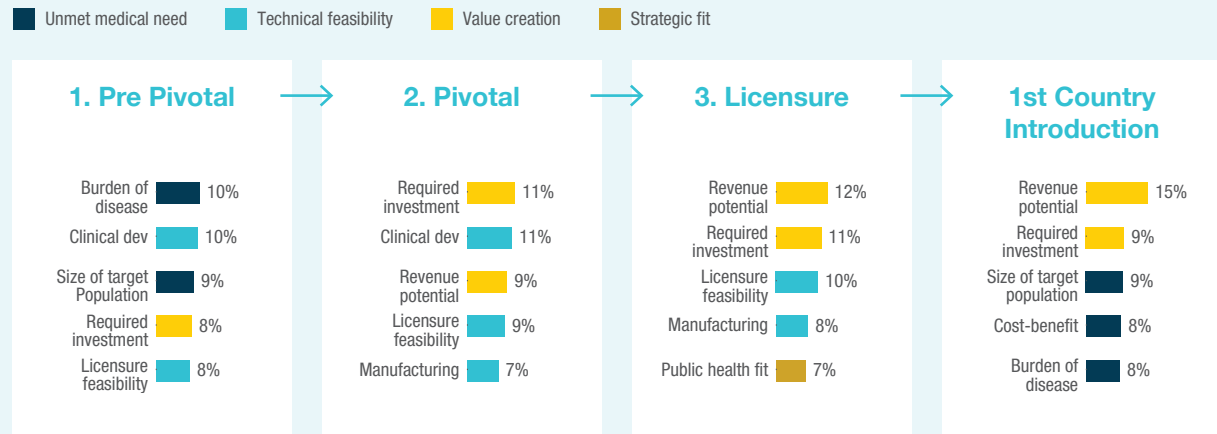 Unmet medical need
Technical feasibility
Value creation
Strategic fit
1. Pre Pivotal
Burden of
disease
10%
Clinical dev
10%
Size of target
Population
9%
Required
investment
8%
Licensure
feasibility
8%
2. Pivotal
Required
investment
11%
Clinical dev
11%
Revenue
potential
9%
Licensure
feasibility
9%
Manufacturing
7%
3. Licensure
Revenue
potential
12%
Required
investment
11%
Licensure
feasibility
10%
Manufacturing
8%
Public health fit
7%
1st Country
Introduction
Revenue
potential
15%
Required
investment
9%
Size of target
population
9%
Cost-benefit
8%
Burden of
disease
8%